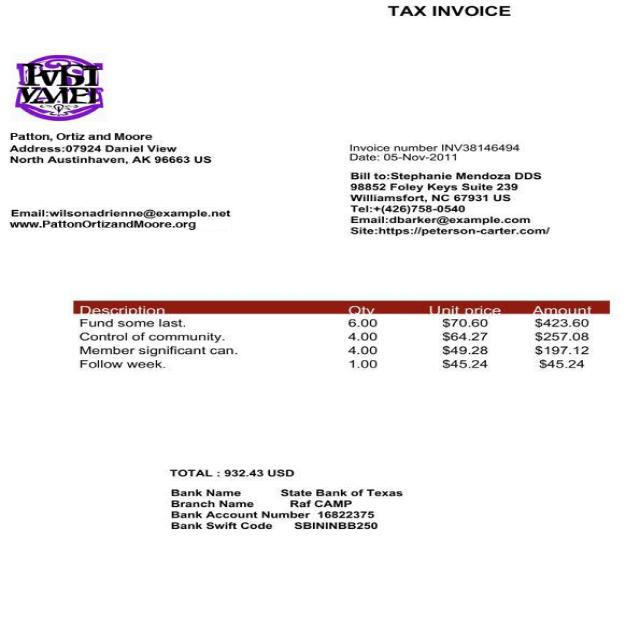 TAX INVOICE
Patton, Ortiz and Moore
Address:07924 Daniel View
North Austinhaven, AK 96663 US
Invoice number INV38146494
Date: 05-Nov-2011
Bill to:Stephanie Mendoza DDS
98852 Foley Keys Suite 239
Williamsfort, NC 67931 US
Tel:+(426)758-0540
Email:dbarker@example.com
Site:https://peterson-carter.com/
Email:wilsonadrienne@example.net
www.PattonOrtizandMoore.org
Description Qty Unit price Amount
Fund some last. 6.00 $70.60 $423.60
Control of community. 4.00 $64.27 $257.08
Member significant can. 4.00 $49.28 $197.12
Follow week. 1.00 $45.24 $45.24
TOTAL : 932.43 USD
Bank Name State Bank of Texas
Branch Name Raf CAMP
Bank Account Number 16822375
Bank Swift Code SBININBB250